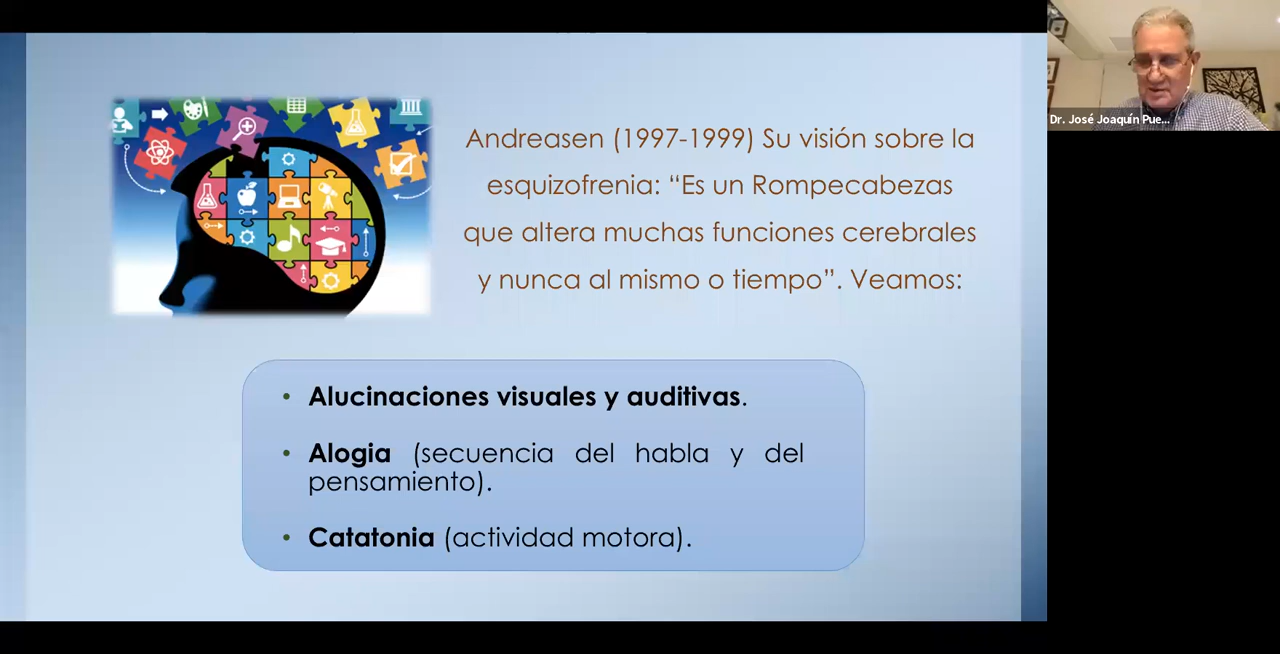 Andreasen (1997-1999) Su visión sobre la
esquizofrenia: “Es un Rompecabezas
que altera muchas funciones cerebrales
y nunca al mismo o tiempo”. Veamos:
• Alucinaciones visuales y auditivas.
• Alogia (secuencia del habla y del
pensamiento).
• Catatonia (actividad motora).
Dr. José Joaquín Pue...